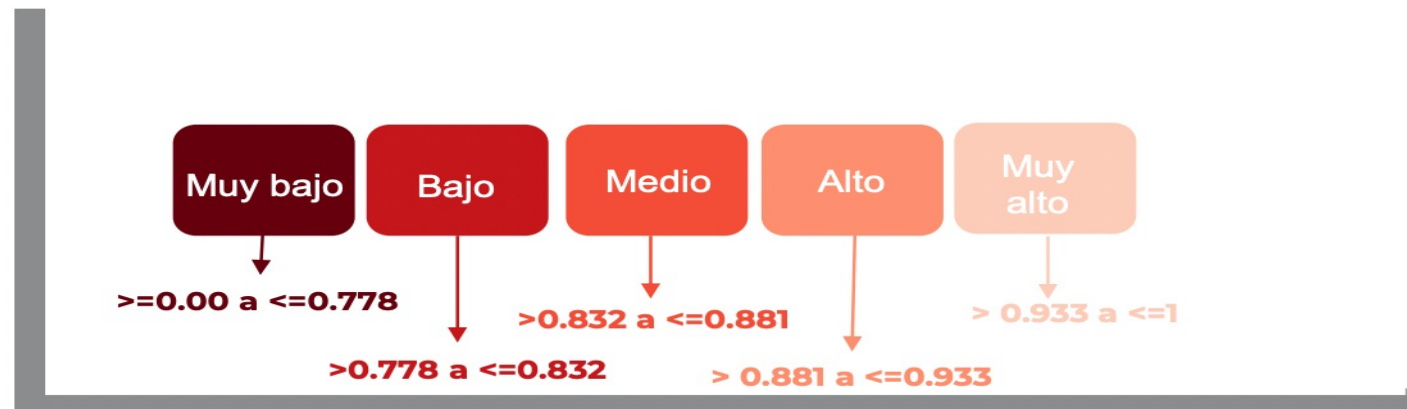 Muy bajo
Bajo
Medio
Alto
Muy
alto
>=0.00 a <=0.778
>0.778 a <=0.832
>0.832 a <=0.881
> 0.881 a <=0.933
> 0.933 a <=1